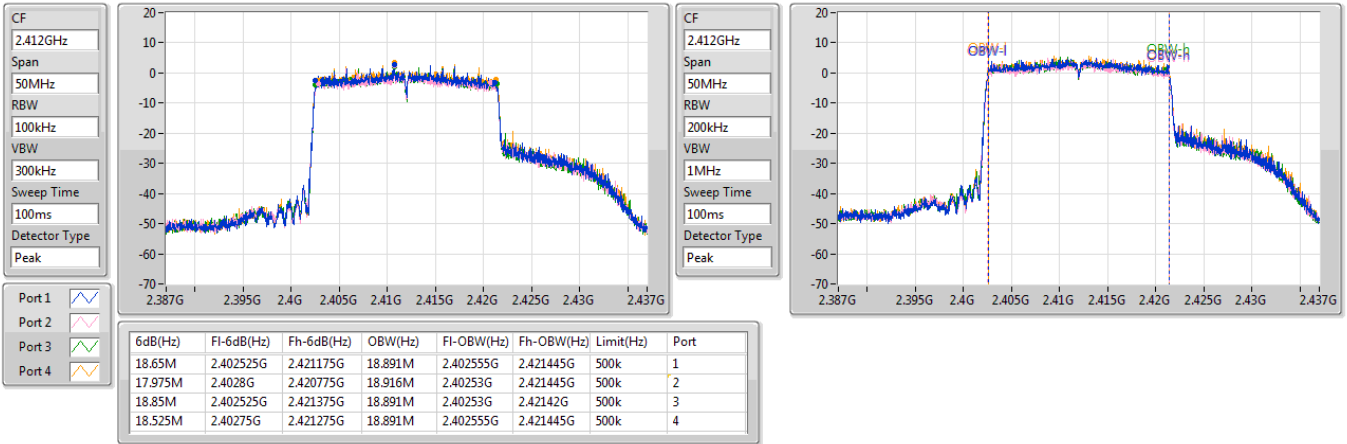 CF
2.412GHz
Span
50MHz
RBW
100kHz
VBW
300kHz
Sweep Time
100ms
Detector Type
Peak
20
10
0
-10
-20
-30
-40
-50
-60
-70
2.387G 2.395G 2.4G 2.405G 2.41G 2.415G 2.42G 2.425G 2.43G 2.437G
CF
2.412GHz
Span
50MHz
RBW
200kHz
VBW
1MHz
Sweep Time
100ms
Detector Type
Peak
20
10
0
-10
-20
-30
-40
-50
-60
-70
OBW-l
OBW-h
OBW-h
2.387G 2.395G 2.4G 2.405G 2.41G 2.415G 2.42G 2.425G 2.43G 2.437G
Port 1
Port 2
Port 3
Port 4
6dB(Hz) Fl-6dB(Hz) Fh-6dB(Hz) OBW(Hz) Fl-OBW(Hz) Fh-OBW(Hz) Limit(Hz) Port
18.65M 2.402525G 2.421175G 18.891M 2.402555G 2.421445G 500k 1
17.975M 2.4028G 2.420775G 18.916M 2.40253G 2.421445G 500k 2
18.85M 2.402525G 2.421375G 18.891M 2.40253G 2.42142G 500k 3
18.525M 2.40275G 2.421275G 18.891M 2.402555G 2.421445G 500k 4